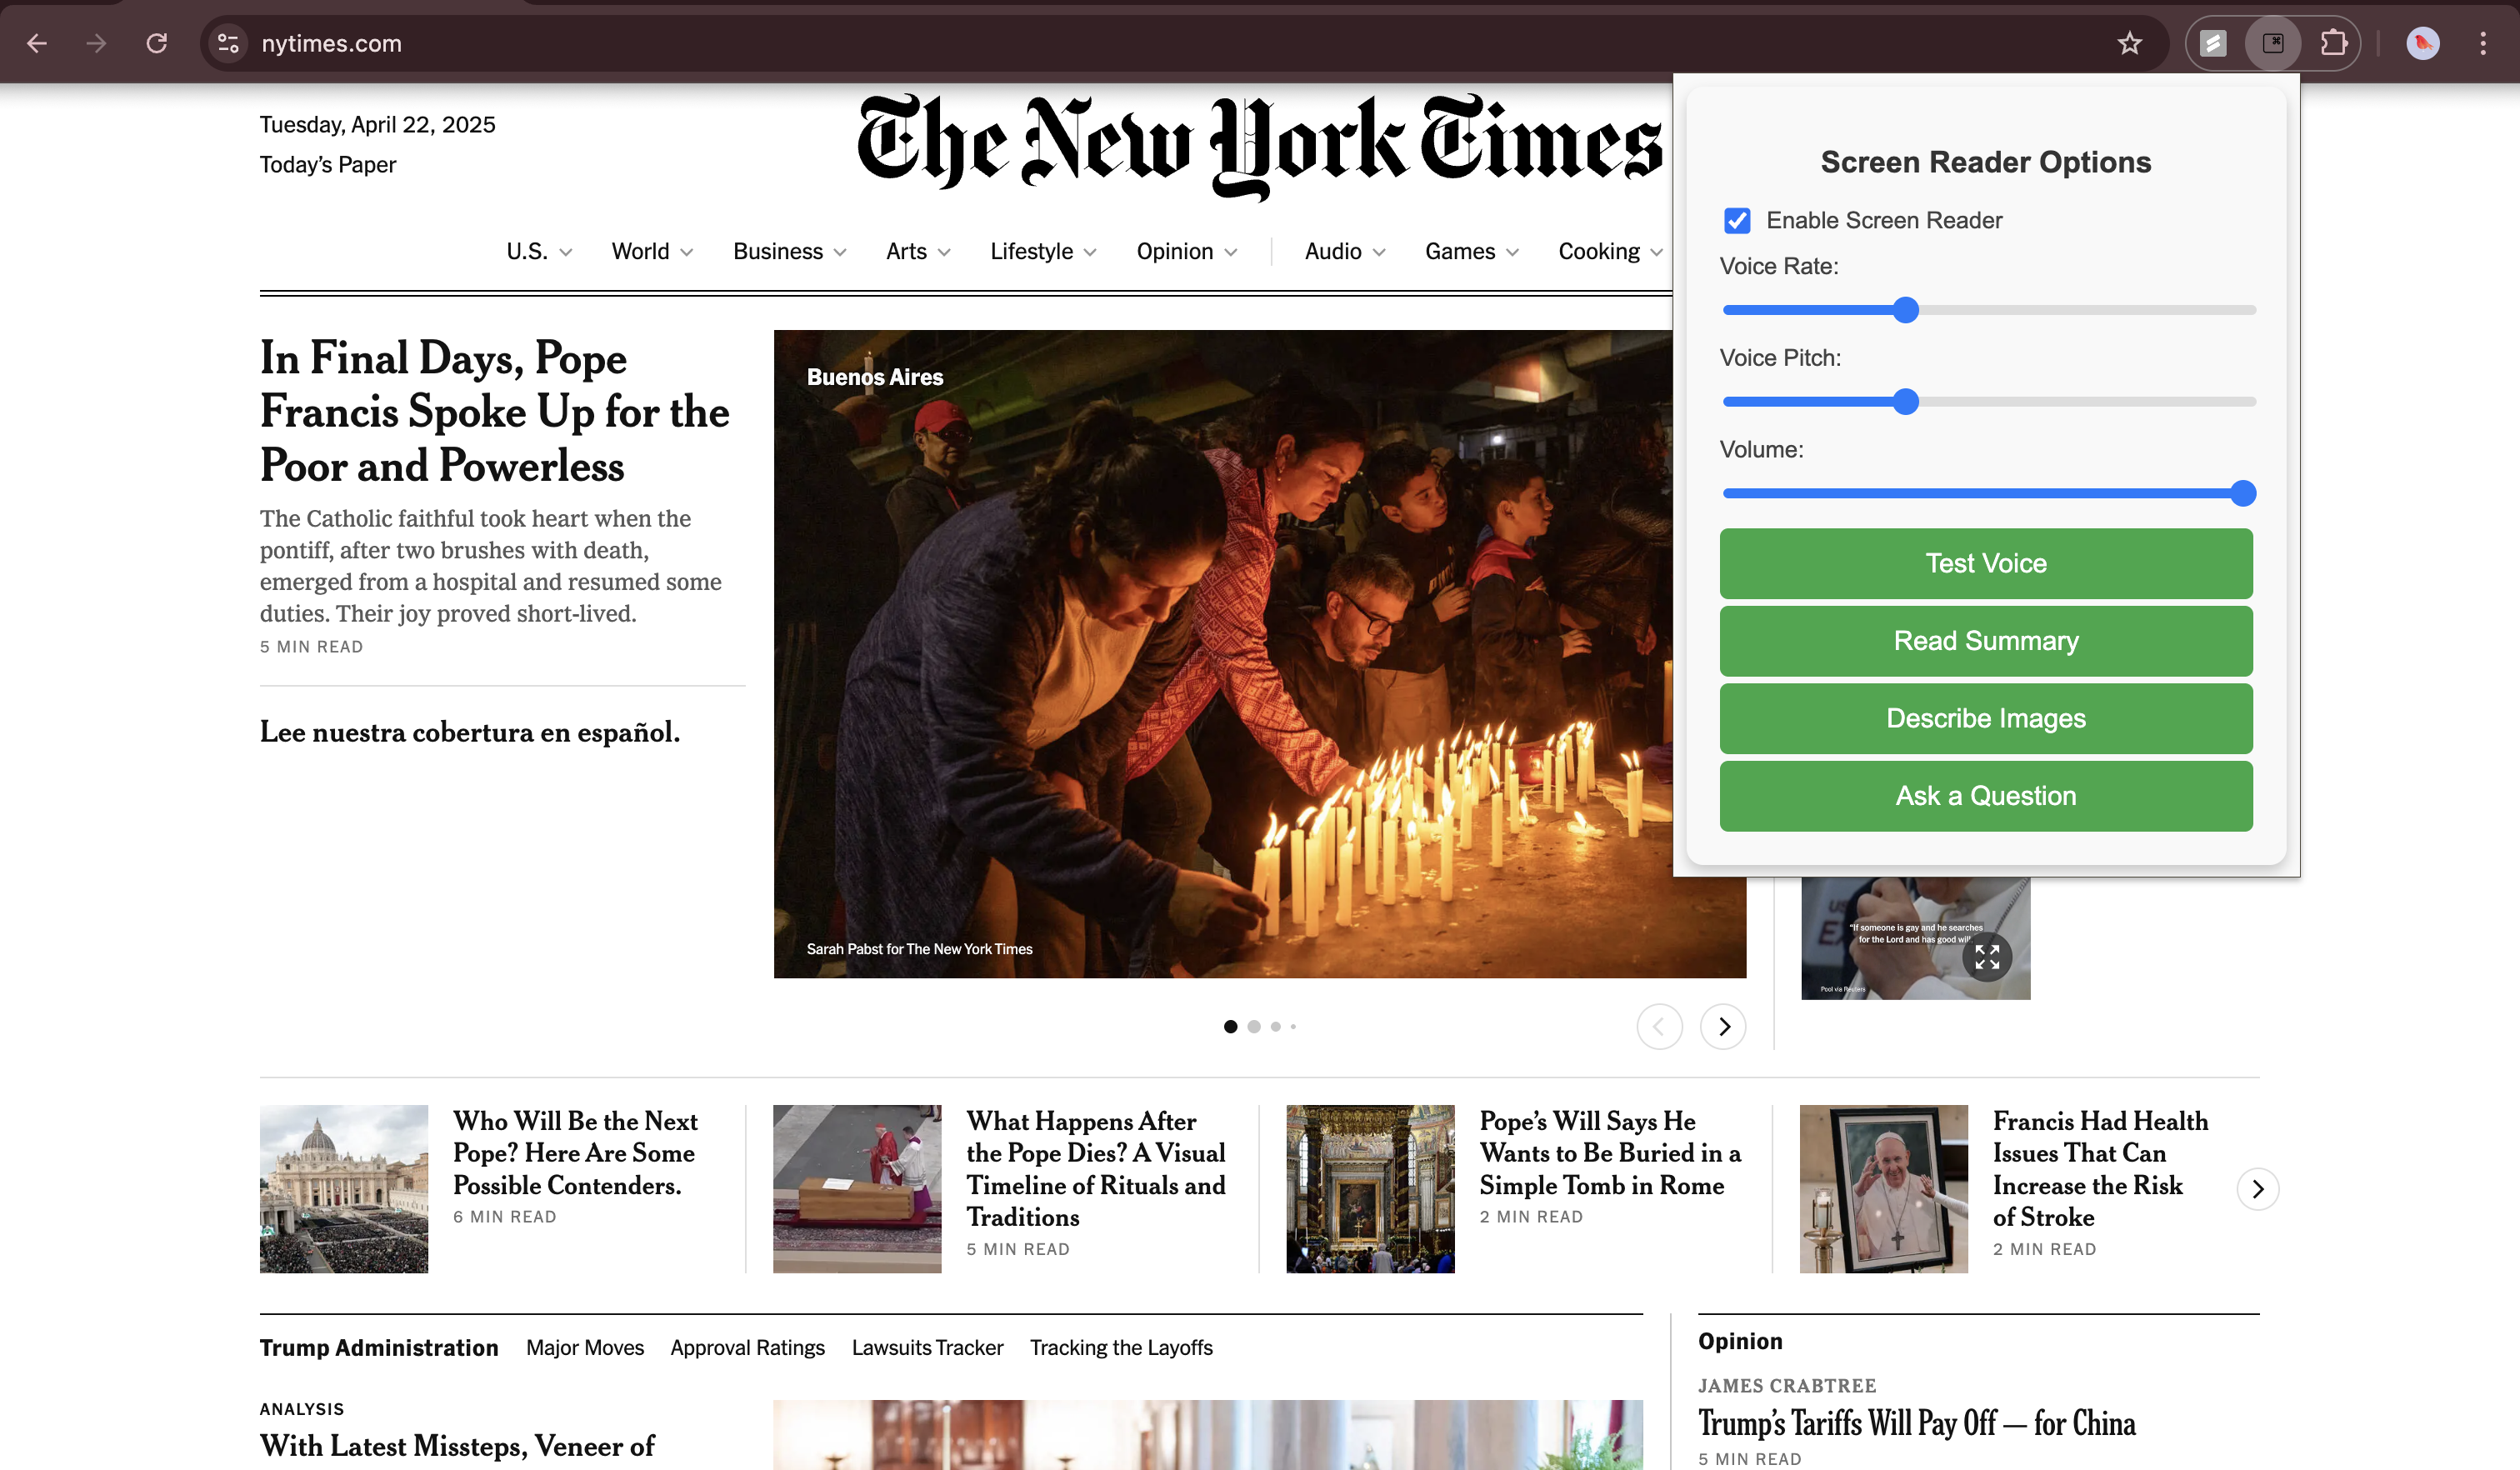 nytimes.com
Tuesday, April 22, 2025
Today's Paper
The New York Times
U.S.
World
Business
Arts
Lifestyle
Opinion
Audio
Games
Cooking
In Final Days, Pope
Francis Spoke Up for the
Poor and Powerless
The Catholic faithful took heart when the
pontiff, after two brushes with death,
emerged from a hospital and resumed some
duties. Their joy proved short-lived.
5 MIN READ
Lee nuestra cobertura en español.
Buenos Aires
Sarah Pabst for The New York Times
Screen Reader Options
Enable Screen Reader
Voice Rate:
Voice Pitch:
Volume:
Test Voice
Read Summary
Describe Images
Ask a Question
"If someone is gay and he searches
for the Lord and has good will
Pool via Reuters
Who Will Be the Next
Pope? Here Are Some
Possible Contenders.
6 MIN READ
What Happens After
the Pope Dies? A Visual
Timeline of Rituals and
Traditions
5 MIN READ
Pope's Will Says He
Wants to Be Buried in a
Simple Tomb in Rome
2 MIN READ
Francis Had Health
Issues That Can
Increase the Risk
of Stroke
2 MIN READ
Trump Administration
Major Moves
Approval Ratings
Lawsuits Tracker
Tracking the Layoffs
ANALYSIS
With Latest Missteps, Veneer of
Opinion
JAMES CRABTREE
Trump's Tariffs Will Pay Off — for China
5 MIN READ